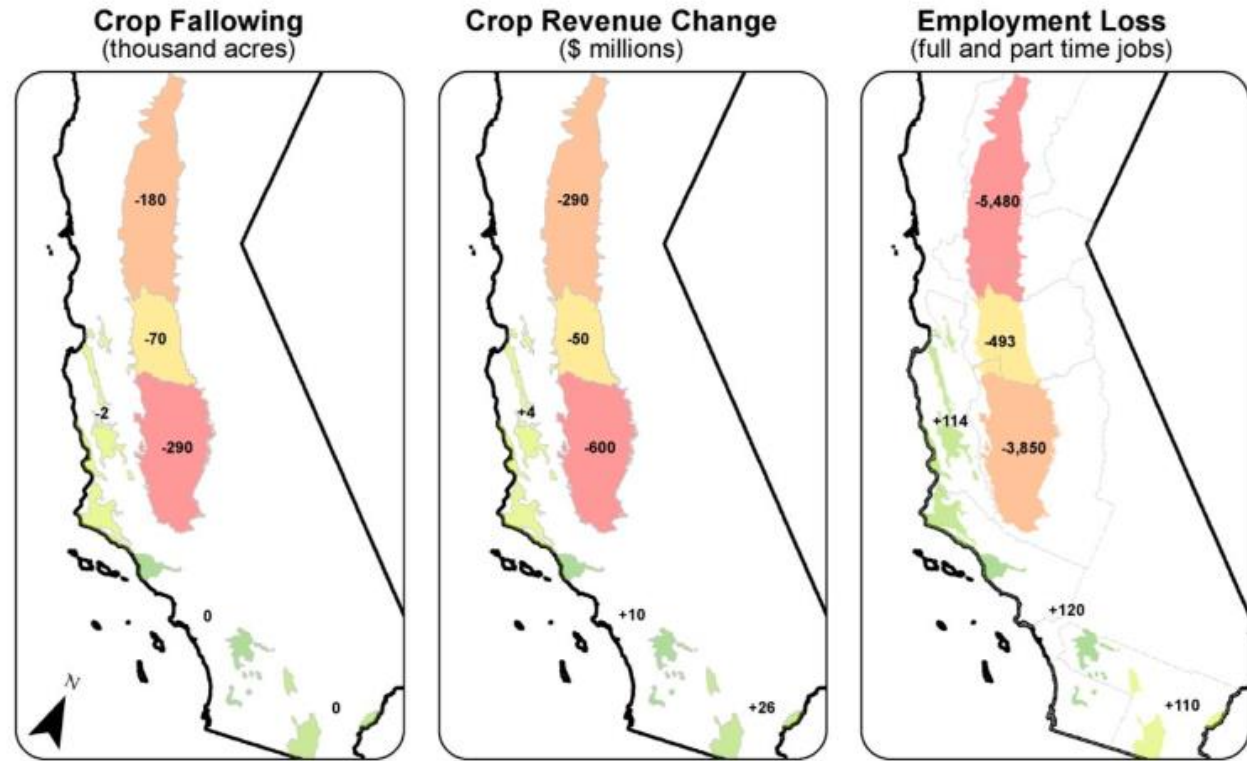 Crop Fallowing
(thousand acres)
-180
-70
-2
-290
0
0
N
Crop Revenue Change
($ millions)
-290
-50
+4
-600
+10
+26
Employment Loss
(full and part time jobs)
-5,480
-493
+114
-3,850
+120
+110